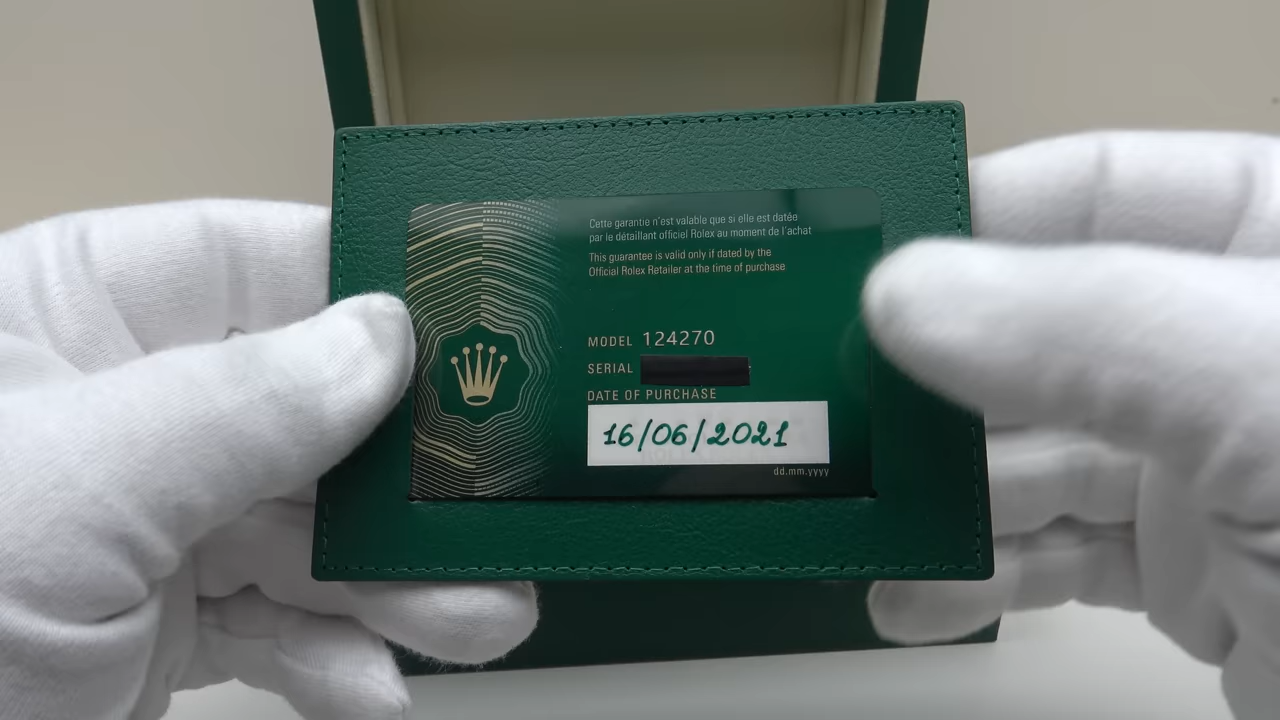 Cette garantie n'est valable que si elle est datée
par le détaillant officiel Rolex au moment de l'achat
This guarantee is valid only if dated by the
Official Rolex Retailer at the time of purchase
MODEL 124270
SERIAL
DATE OF PURCHASE
16/06/2021
dd.mm.yyyy